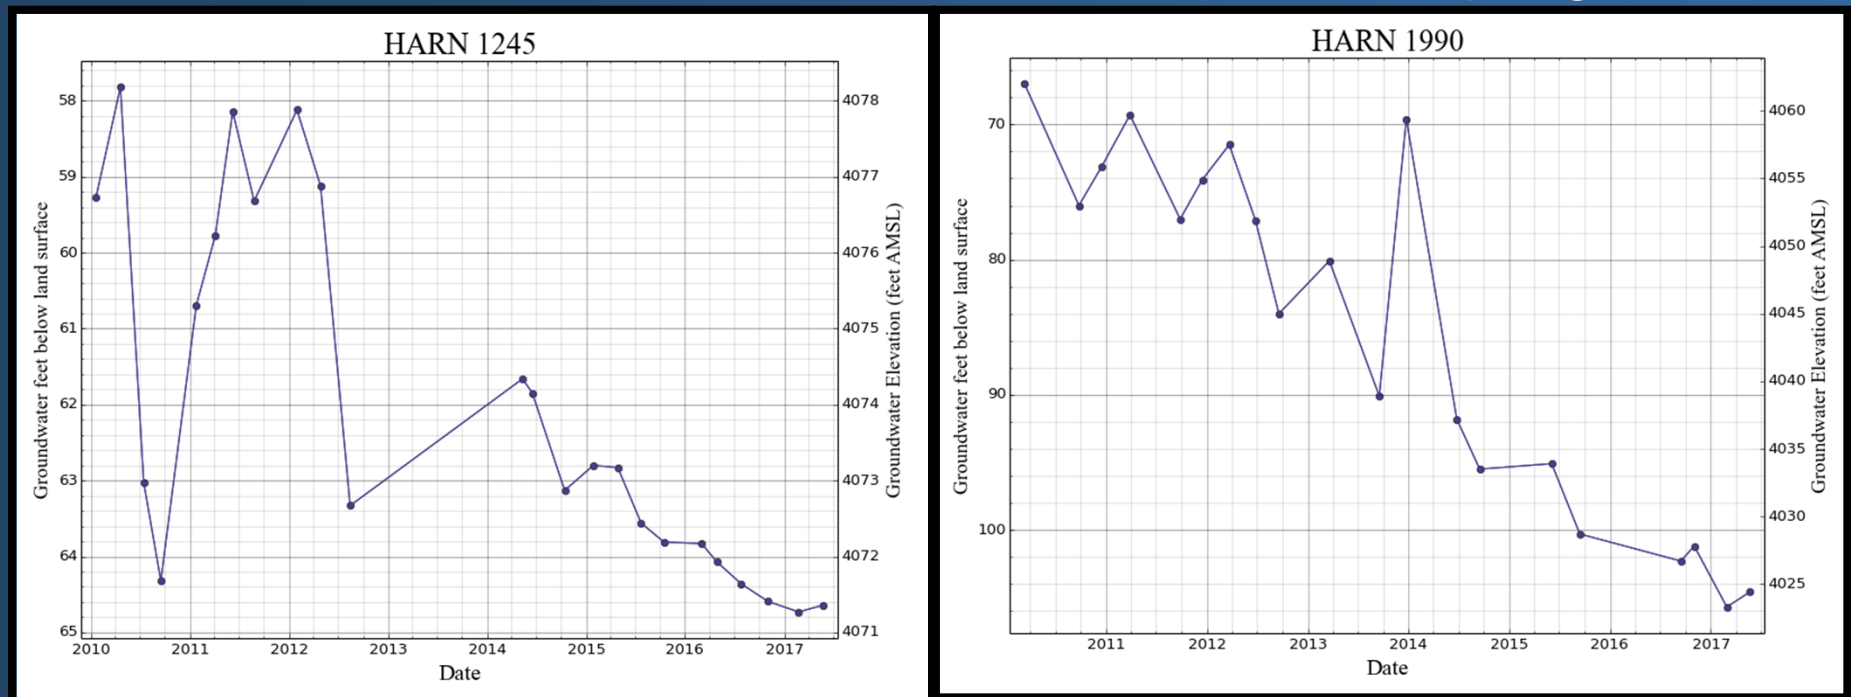 HARN 1245
58
59
60
61
62
63
64
65
4078
4077
4076
4075
4074
4073
4072
4071
Groundwater feet below land surface
Groundwater Elevation (feet AMSL)
2010 2011 2012 2013 2014 2015 2016 2017
Date
HARN 1990
70
80
90
100
4060
4055
4050
4045
4040
4035
4030
4025
Groundwater feet below land surface
Groundwater Elevation (feet AMSL)
2011 2012 2013 2014 2015 2016 2017
Date